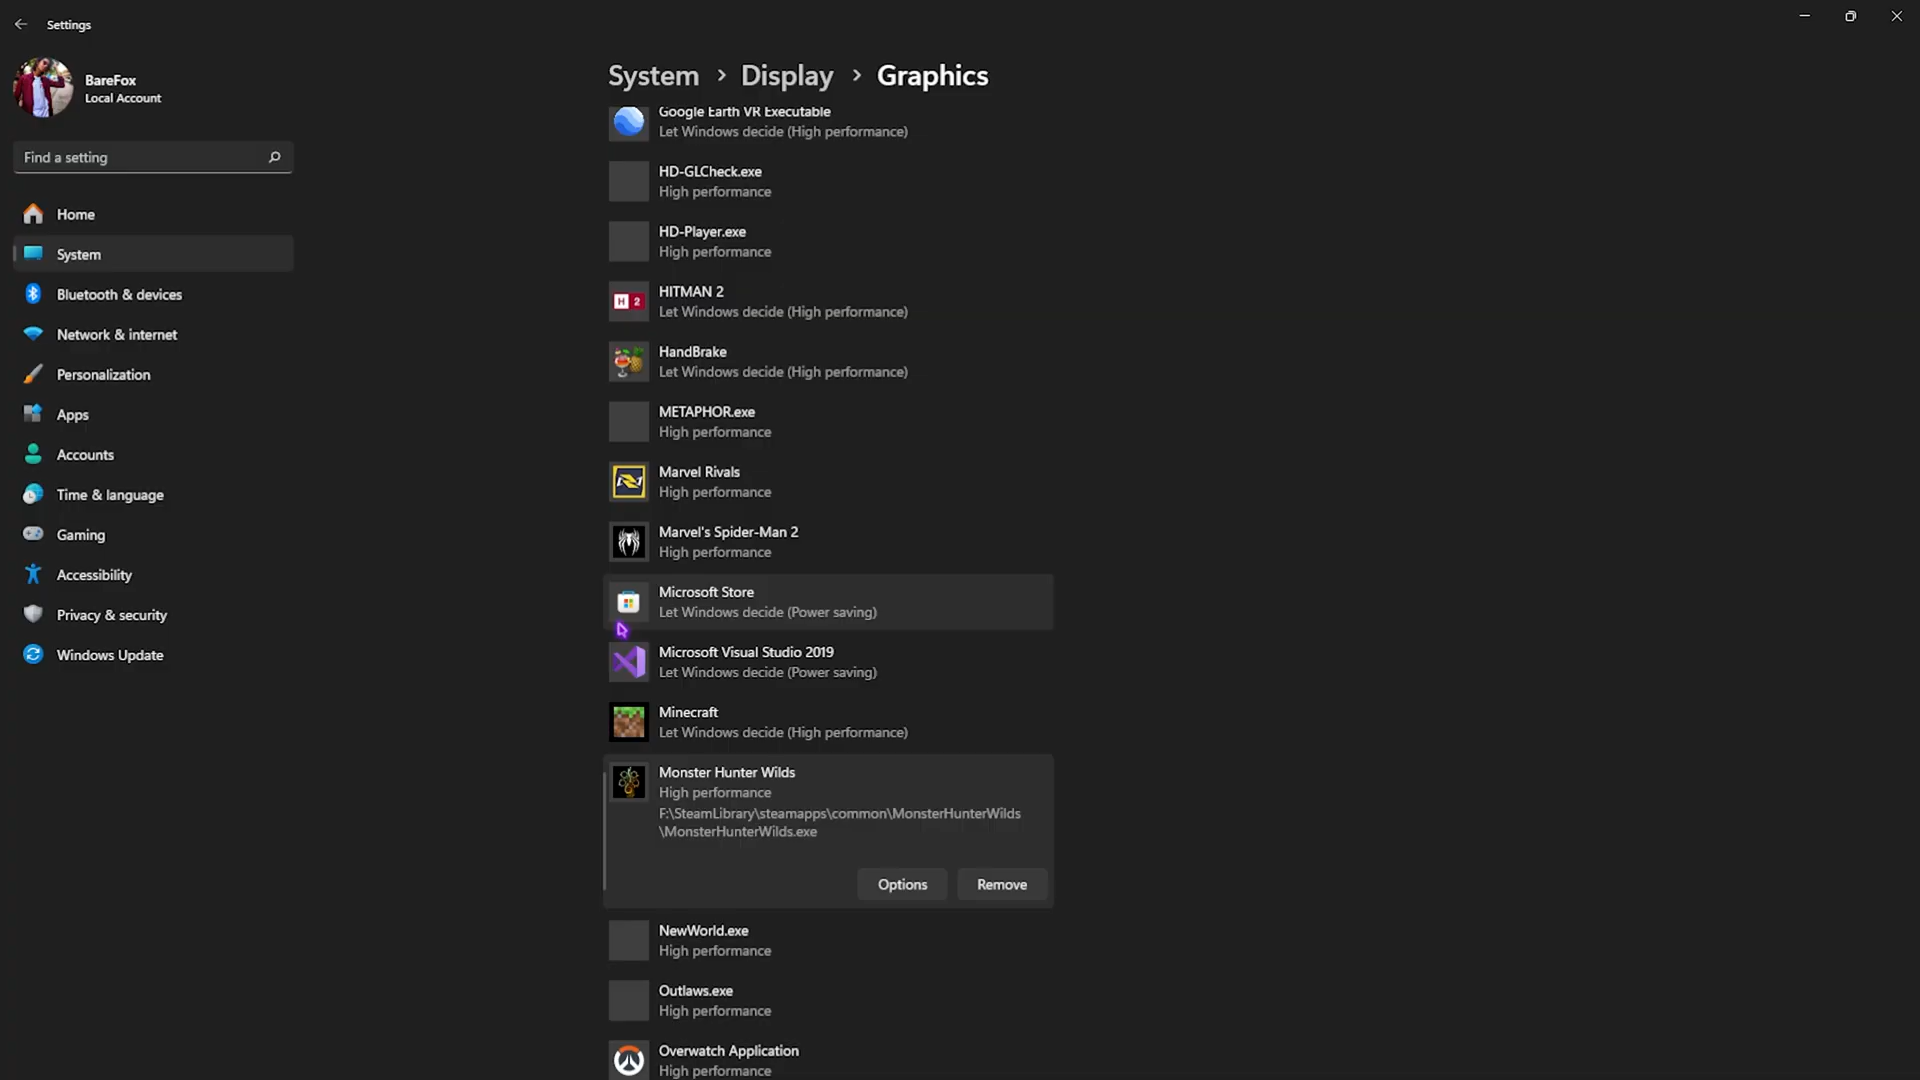 Settings
BareFox
Local Account
Find a setting
Home
System
Bluetooth & devices
Network & internet
Personalization
Apps
Accounts
Time & language
Gaming
Accessibility
Privacy & security
Windows Update
System > Display > Graphics
Google Earth VR Executable
Let Windows decide (High performance)
HD-GLCheck.exe
High performance
HD-Player.exe
High performance
H 2
HITMAN 2
Let Windows decide (High performance)
HandBrake
Let Windows decide (High performance)
METAPHOR.exe
High performance
Marvel Rivals
High performance
Marvel's Spider-Man 2
High performance
Microsoft Store
Let Windows decide (Power saving)
Microsoft Visual Studio 2019
Let Windows decide (Power saving)
Minecraft
Let Windows decide (High performance)
Monster Hunter Wilds
High performance
F:\SteamLibrary\steamapps\common\MonsterHunterWilds
\MonsterHunterWilds.exe
Options
Remove
NewWorld.exe
High performance
Outlaws.exe
High performance
Overwatch Application
High performance